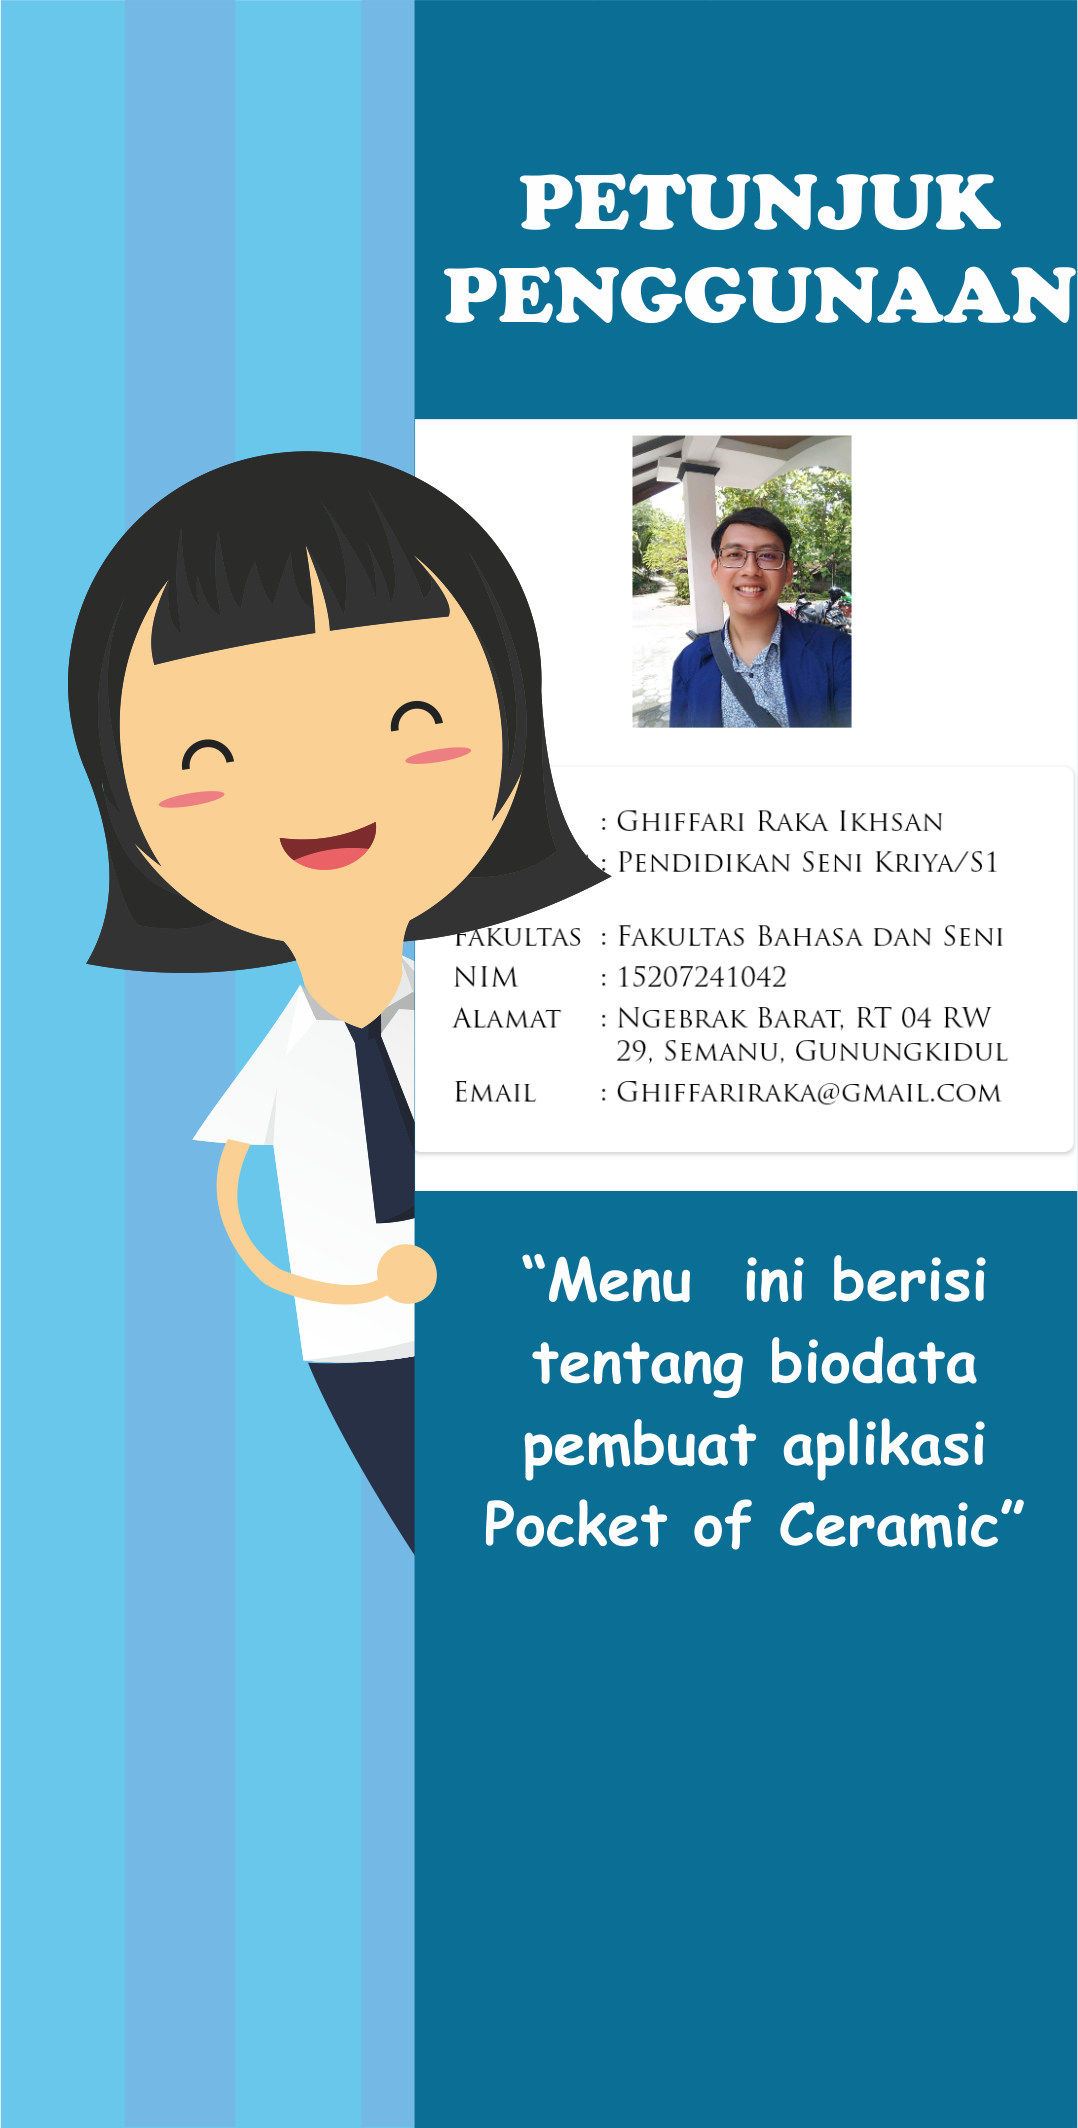 PETUNJUK
PENGGUNAAN
: Ghiffari Raka Ikhsan
: Pendidikan Seni Kriya/S1
Fakultas : Fakultas Bahasa dan Seni
NIM : 15207241042
Alamat : Ngebrak Barat, RT 04 RW
29, Semanu, Gunungkidul
Email : Ghiffariraka@gmail.com
“Menu ini berisi
tentang biodata
pembuat aplikasi
Pocket of Ceramic”